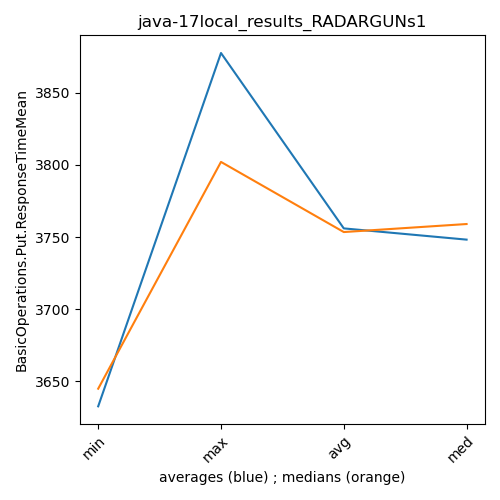 java-17local_results_RADARGUNs1
BasicOperations.Put.ResponseTimeMean
3850
3800
3750
3700
3650
min
max
avg
med
averages (blue) ; medians (orange)